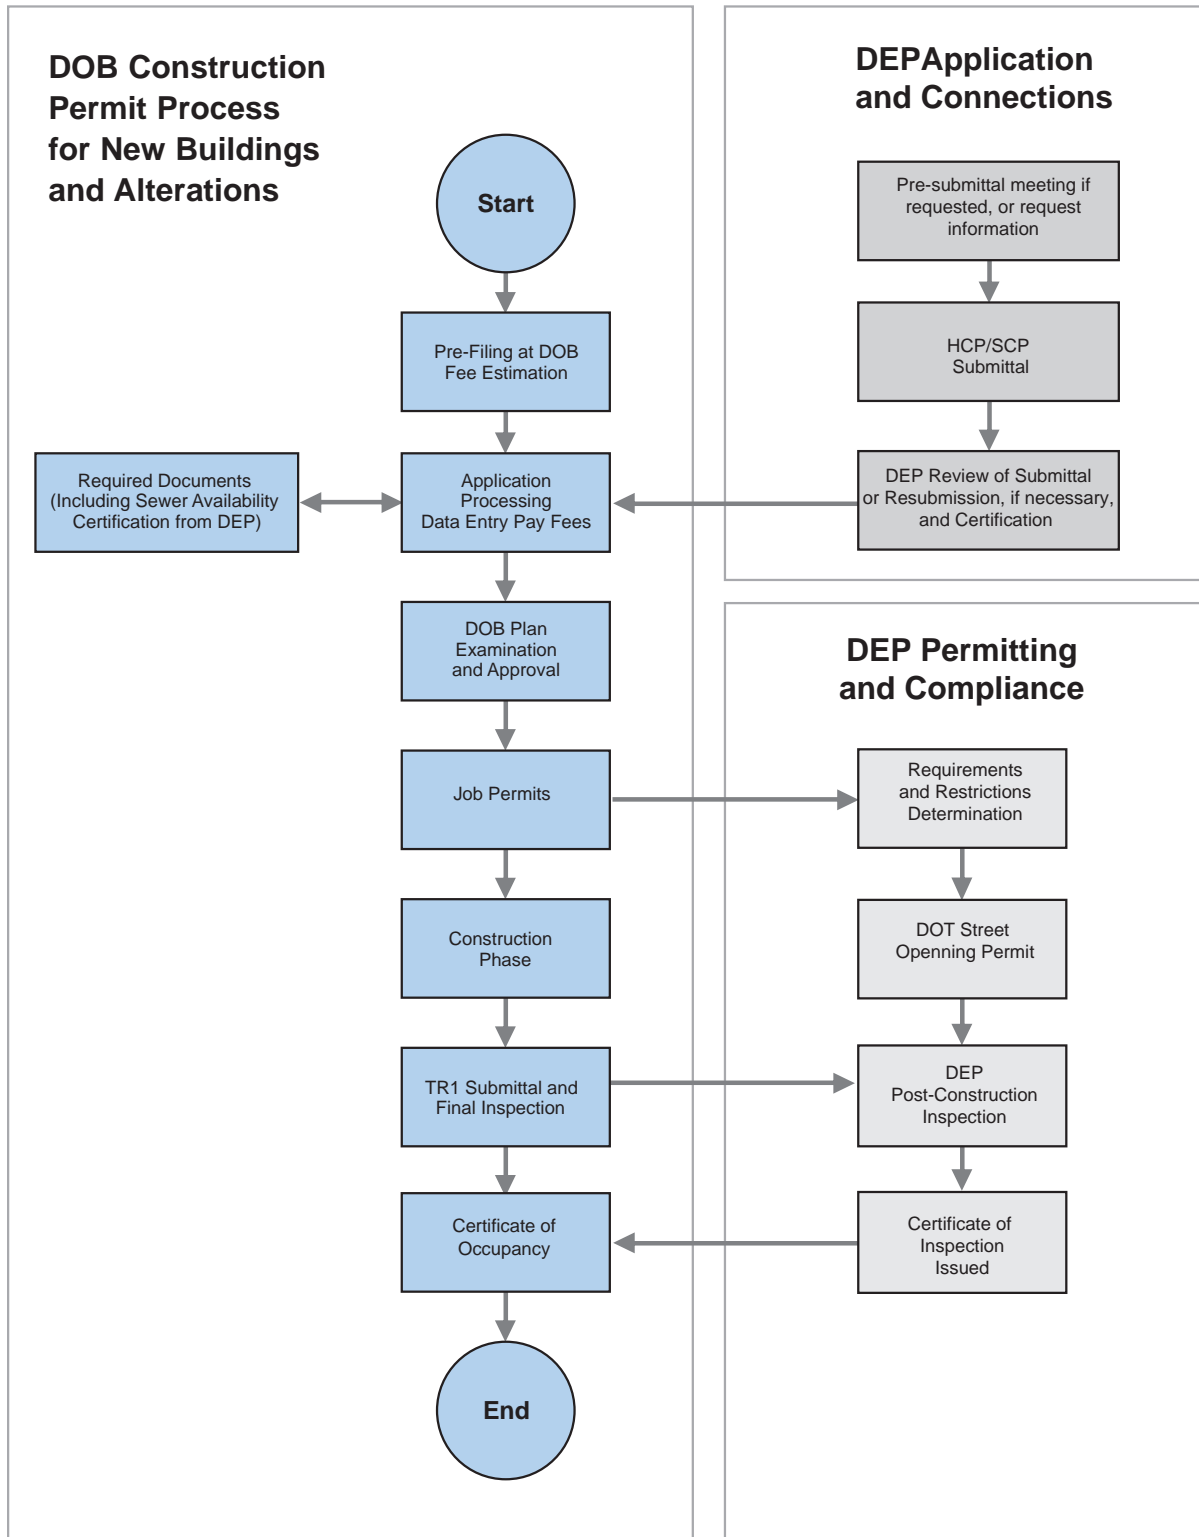 DOB Construction
Permit Process
for New Buildings
and Alterations
Start
Pre-Filing at DOB
Fee Estimation
Required Documents
(Including Sewer Availability
Certification from DEP)
Application
Processing
Data Entry Pay Fees
DOB Plan
Examination
and Approval
Job Permits
Construction
Phase
TR1 Submittal and
Final Inspection
Certificate of
Occupancy
End
DEPApplication
and Connections
Pre-submittal meeting if
requested, or request
information
HCP/SCP
Submittal
DEP Review of Submittal
or Resubmission, if necessary,
and Certification
DEP Permitting
and Compliance
Requirements
and Restrictions
Determination
DOT Street
Openning Permit
DEP
Post-Construction
Inspection
Certificate of
Inspection
Issued